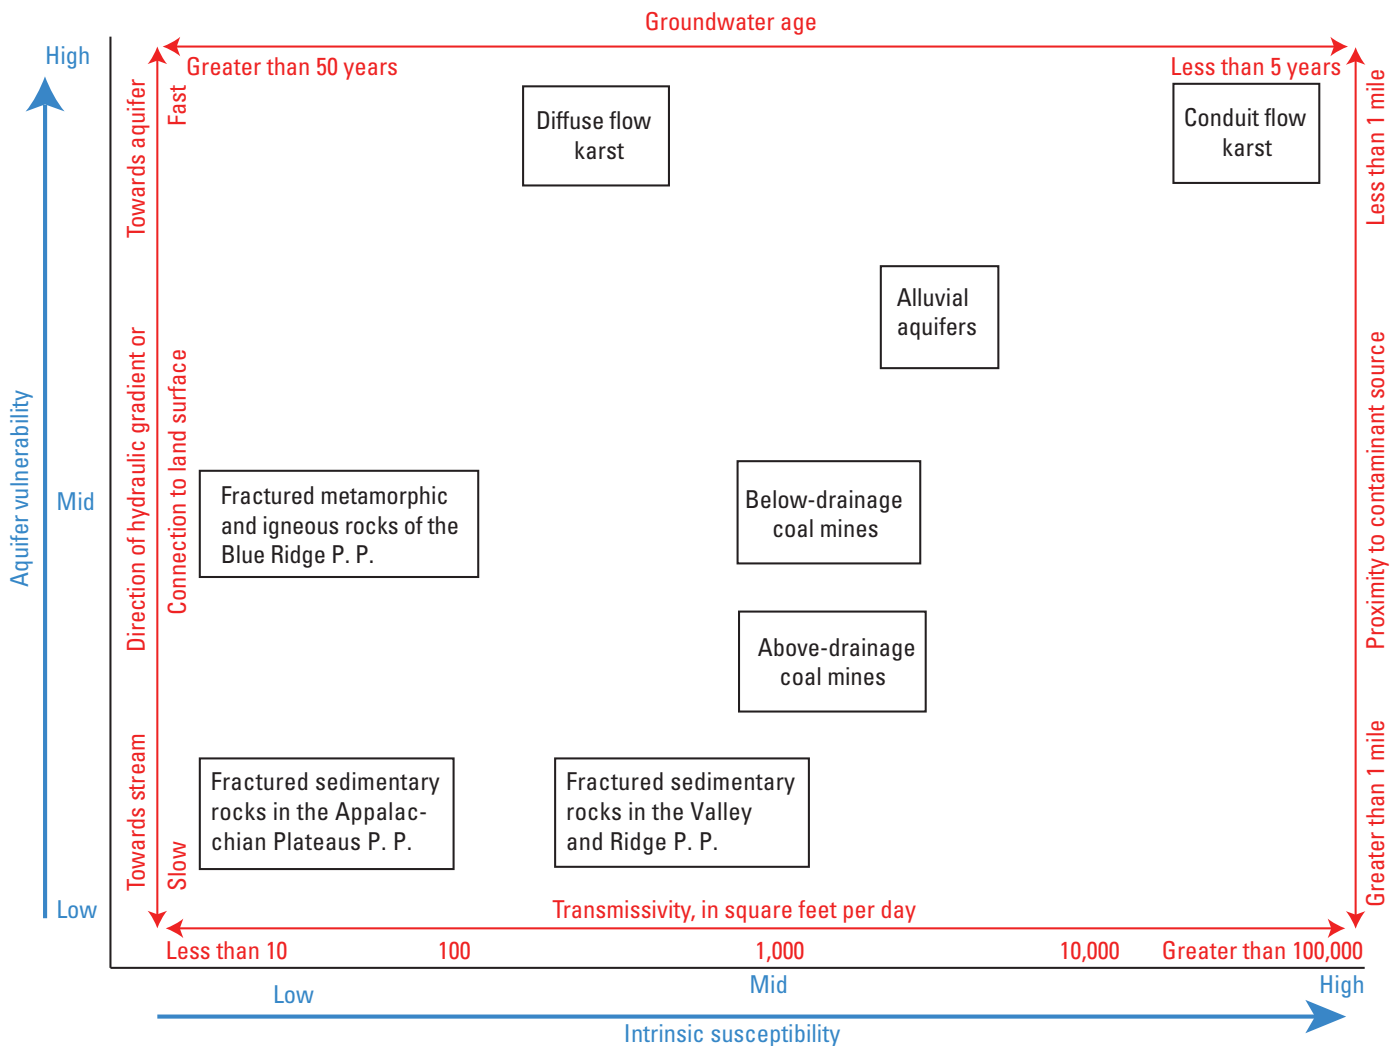 Groundwater age
High
Greater than 50 years
Less than 5 years
Towards aquifer
Fast
Less than 1 mile
Diffuse flow
karst
Conduit flow
karst
Alluvial
aquifers
Aquifer vulnerability
Mid
Direction of hydraulic gradient or
Connection to land surface
Proximity to contaminant source
Fractured metamorphic
and igneous rocks of the
Blue Ridge P. P.
Below-drainage
coal mines
Above-drainage
coal mines
Towards stream
Slow
Greater than 1 mile
Fractured sedimentary
rocks in the Appalac-
chian Plateaus P. P.
Fractured sedimentary
rocks in the Valley
and Ridge P. P.
Low
Transmissivity, in square feet per day
Less than 10
100
1,000
10,000
Greater than 100,000
Low
Mid
High
Intrinsic susceptibility